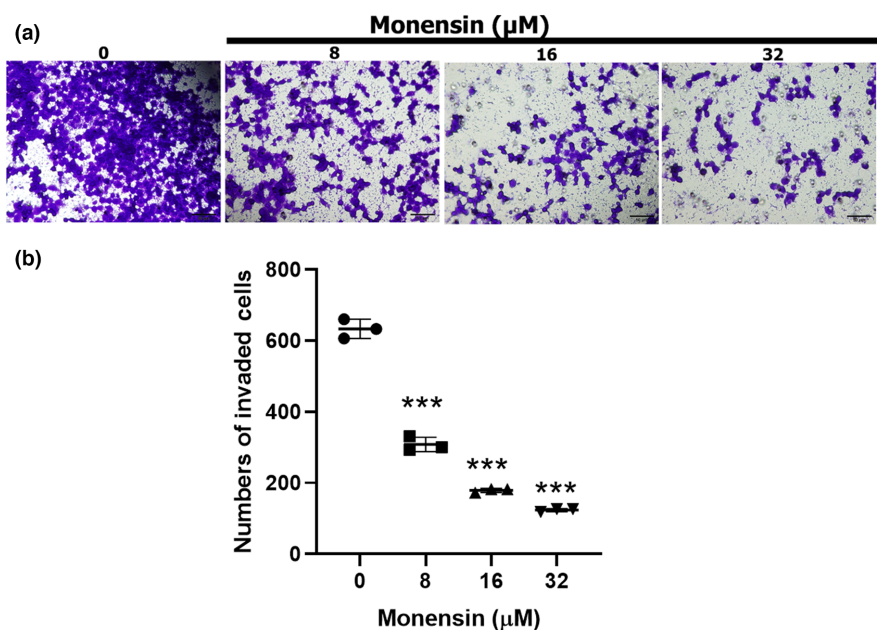 (a)
Monensin (µM)
0 8 16 32
(b)
800
600
400
200
0
Numbers of invaded cells
***
***
***
0 8 16 32
Monensin (µM)